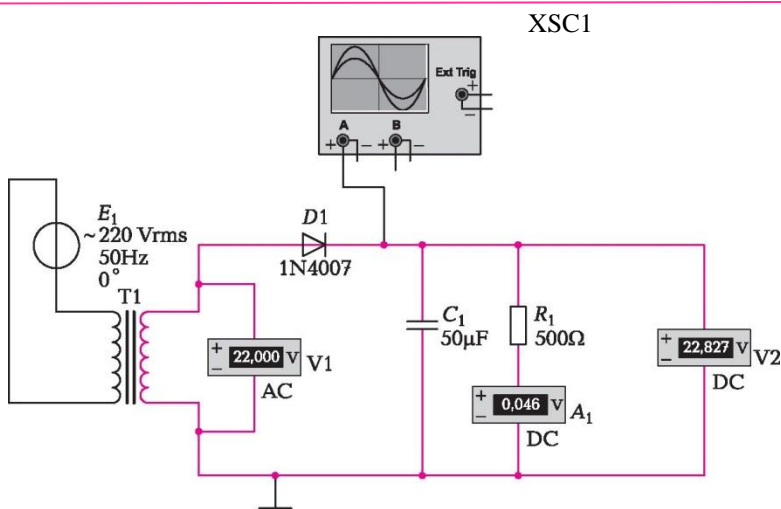 XSC1
Ext Trig
+
−
A
B
+ −
+ −
E₁
~220 Vrms
50Hz
0°
T1
D1
1N4007
+
−
22,000 V
V1
AC
C₁
50µF
R₁
500Ω
+
−
0,046 V
A₁
DC
+
−
22,827 V
V2
DC